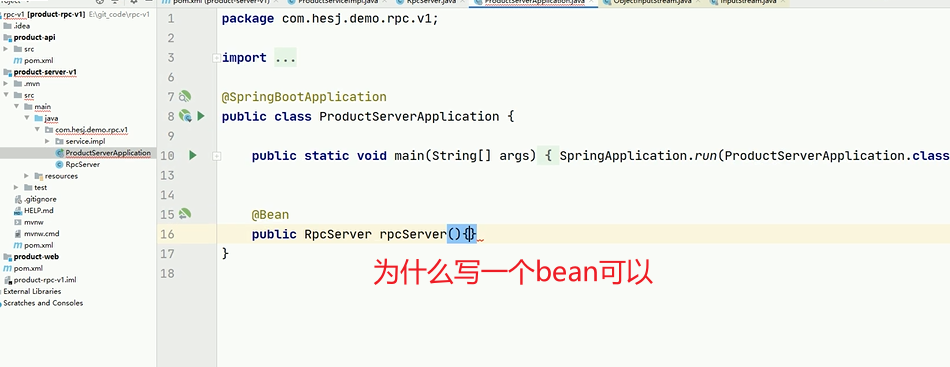 rpc-v1 [product-rpc-v1] E:\git_code\rpc-v1
.idea
product-api
src
pom.xml
product-server-v1
.mvn
src
main
java
com.hesj.demo.rpc.v1
service.impl
ProductServerApplication
RpcServer
resources
test
.gitignore
HELP.md
mvnw
mvnw.cmd
pom.xml
product-web
pom.xml
product-rpc-v1.iml
External Libraries
Scratches and Consoles
pom.xml (product-server-v1) ProductServiceImpl.java RpcServer.java ProductServerApplication.java ObjectInputStream.java InputStream.java
1 package com.hesj.demo.rpc.v1;
2
3 import ...
6
7 @SpringBootApplication
8 public class ProductServerApplication {
9
10 public static void main(String[] args) { SpringApplication.run(ProductServerApplication.class
13
14
15 @Bean
16 public RpcServer rpcServer(){}
17 }
18
为什么写一个bean可以